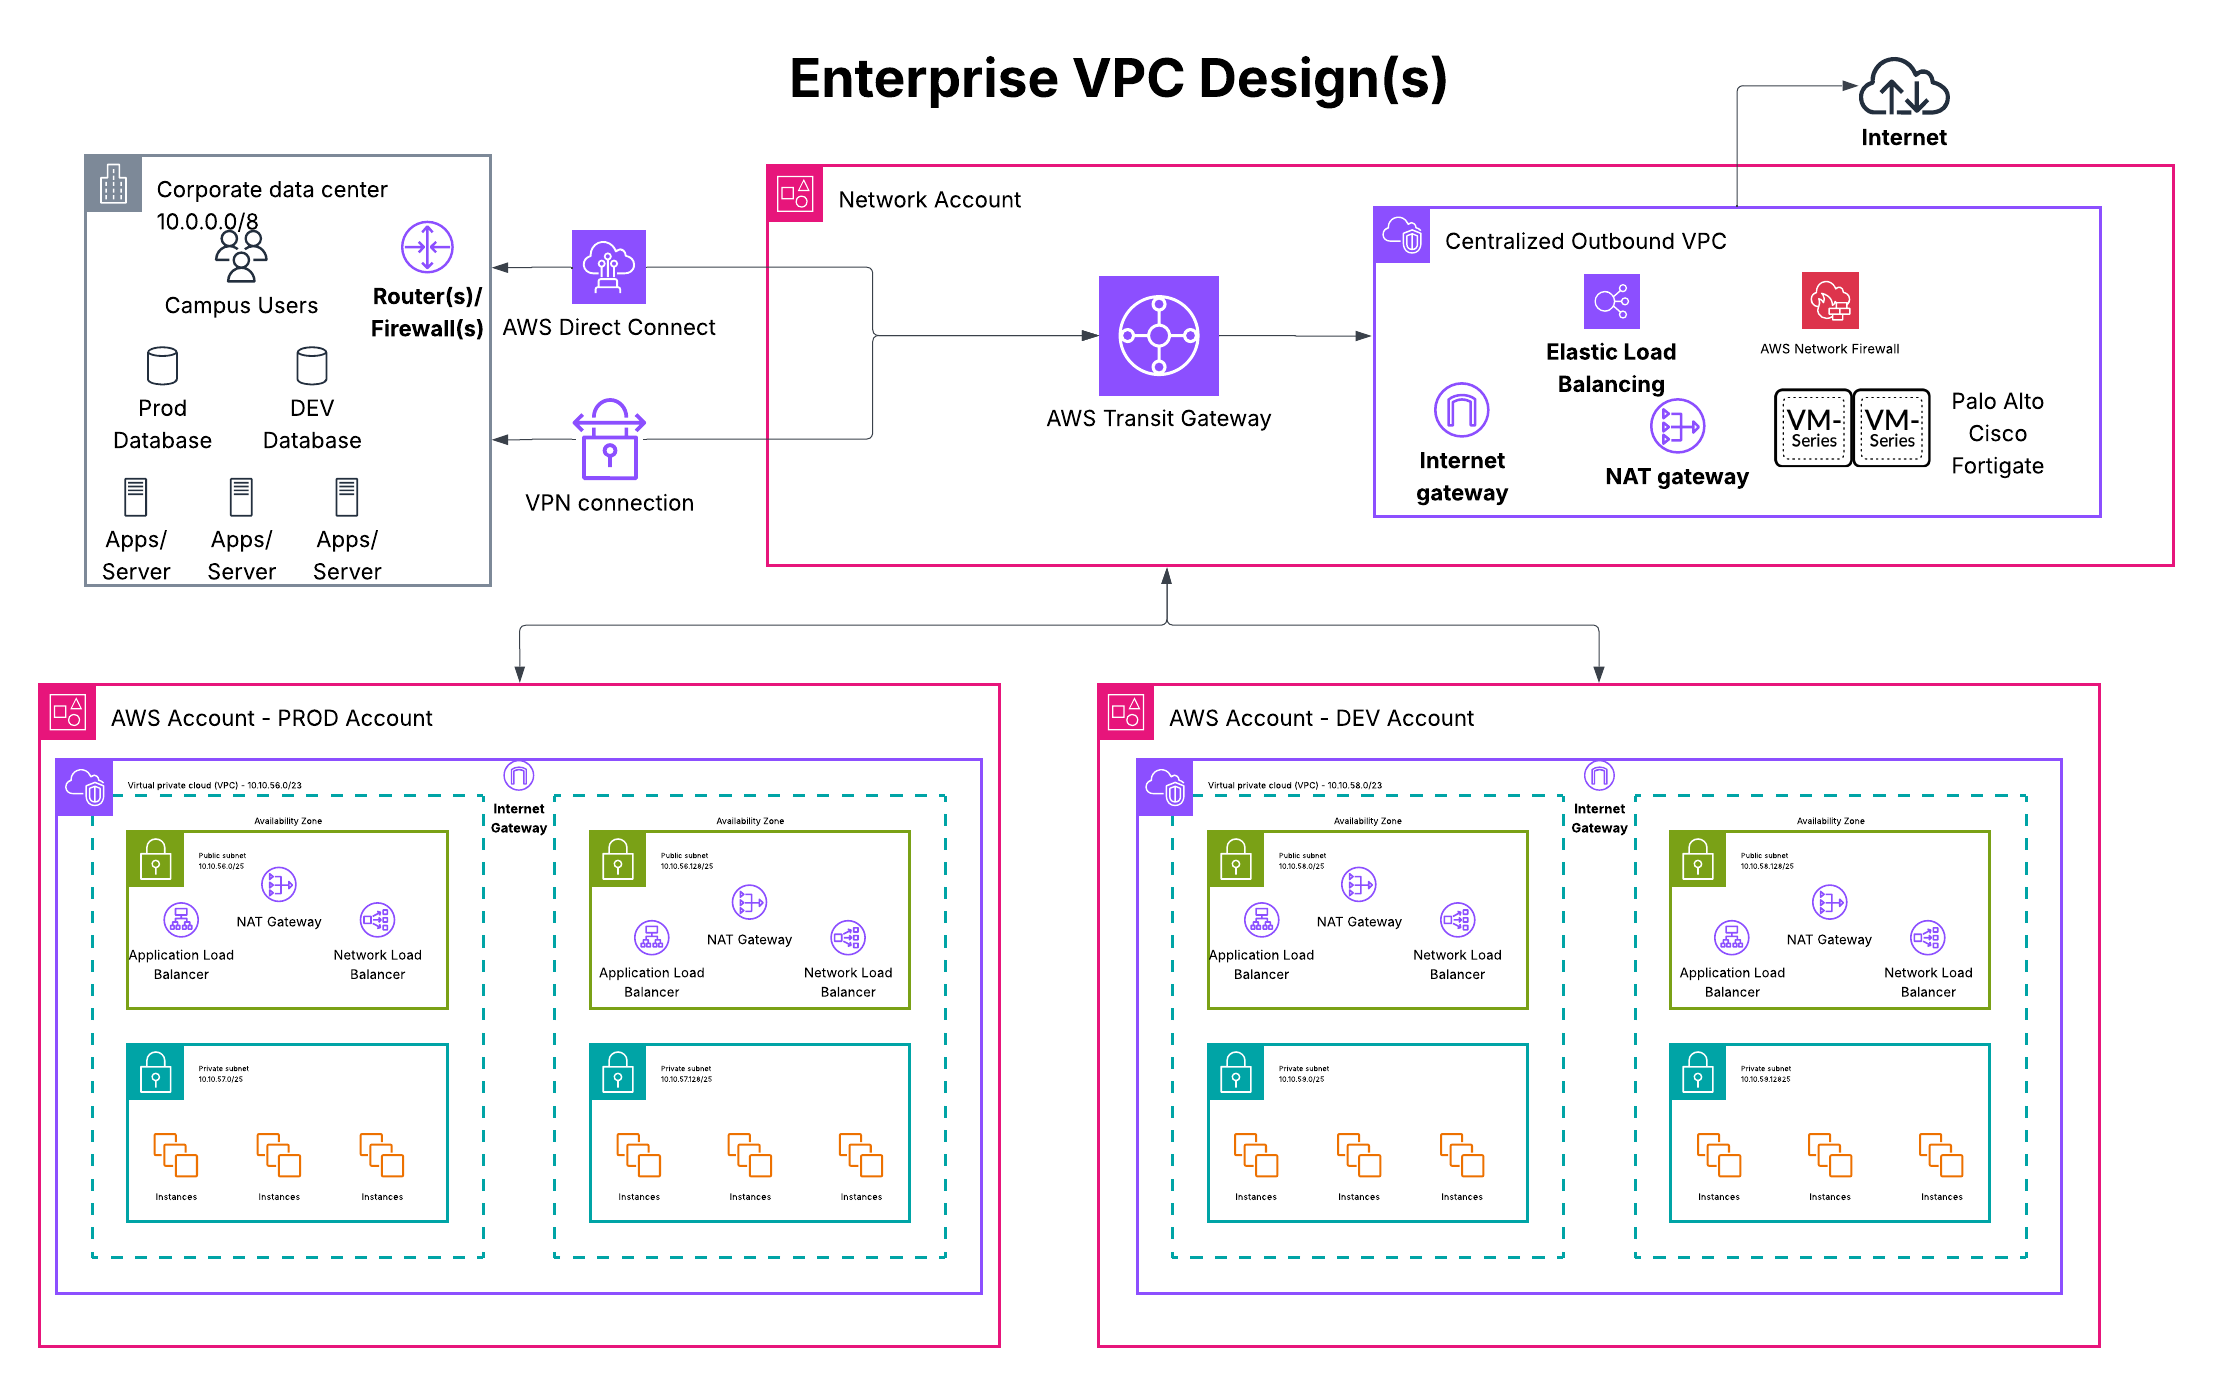 Enterprise VPC Design(s)
Internet
Corporate data center
10.0.0.0/8
Campus Users
Router(s)/
Firewall(s)
Prod
Database
DEV
Database
Apps/
Server
Apps/
Server
Apps/
Server
AWS Direct Connect
VPN connection
Network Account
AWS Transit Gateway
Centralized Outbound VPC
Elastic Load
Balancing
AWS Network Firewall
Internet
gateway
NAT gateway
VM-
Series
VM-
Series
Palo Alto
Cisco
Fortigate
AWS Account - PROD Account
Virtual private cloud (VPC) - 10.10.56.0/23
Internet
Gateway
Availability Zone
Public subnet
10.10.56.0/25
NAT Gateway
Application Load
Balancer
Network Load
Balancer
Private subnet
10.10.57.0/25
Instances
Instances
Instances
Availability Zone
Public subnet
10.10.56.128/25
NAT Gateway
Application Load
Balancer
Network Load
Balancer
Private subnet
10.10.57.128/25
Instances
Instances
Instances
AWS Account - DEV Account
Virtual private cloud (VPC) - 10.10.58.0/23
Internet
Gateway
Availability Zone
Public subnet
10.10.58.0/25
NAT Gateway
Application Load
Balancer
Network Load
Balancer
Private subnet
10.10.59.0/25
Instances
Instances
Instances
Availability Zone
Public subnet
10.10.58.128/25
NAT Gateway
Application Load
Balancer
Network Load
Balancer
Private subnet
10.10.59.12825
Instances
Instances
Instances